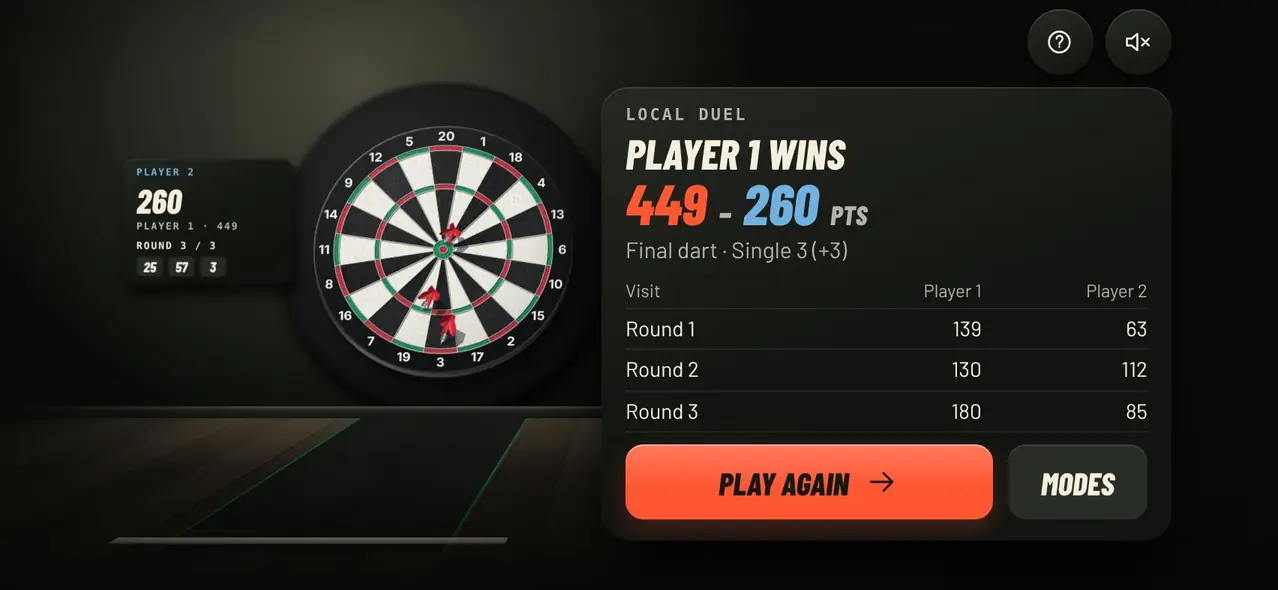 PLAYER 2
260
PLAYER 1 · 449
ROUND 3 / 3
25 57 3
20
5 1
12 18
9 4
14 13
11 6
8 10
16 15
7 2
19 17
3
LOCAL DUEL
PLAYER 1 WINS
449 - 260 PTS
Final dart · Single 3 (+3)
Visit Player 1 Player 2
Round 1 139 63
Round 2 130 112
Round 3 180 85
PLAY AGAIN →
MODES